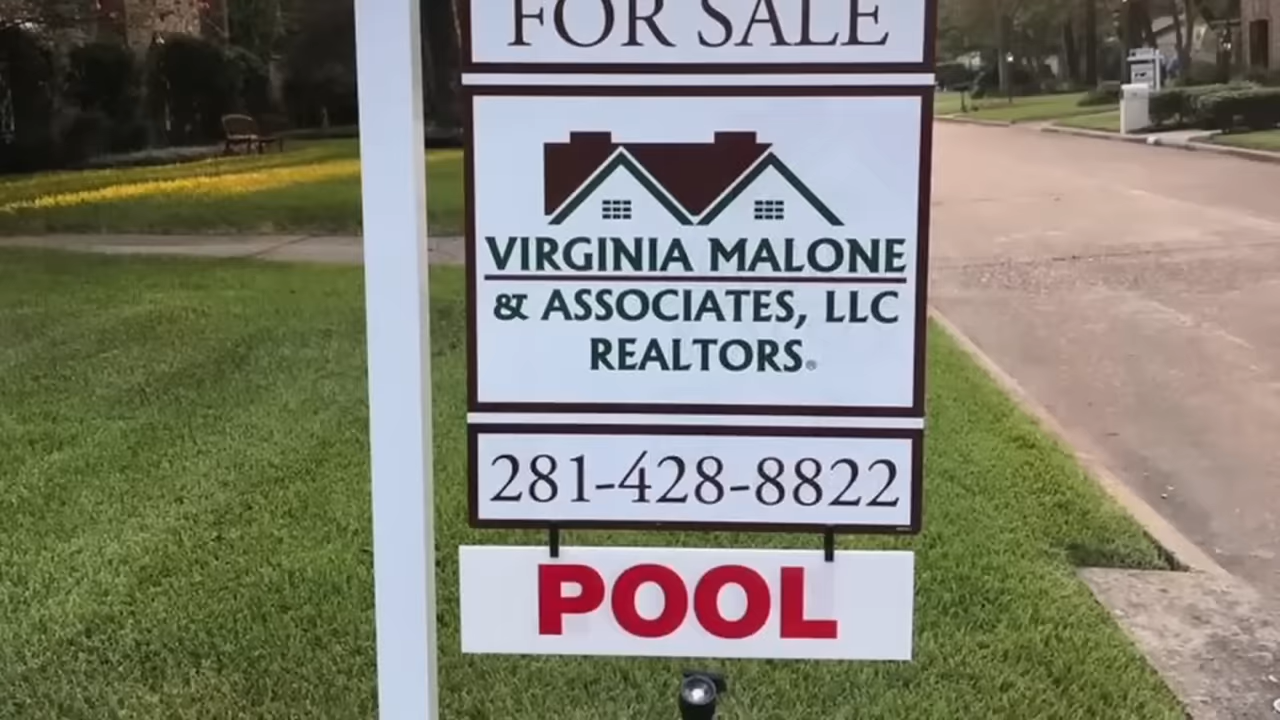 FOR SALE
VIRGINIA MALONE
& ASSOCIATES, LLC
REALTORS®
281-428-8822
POOL